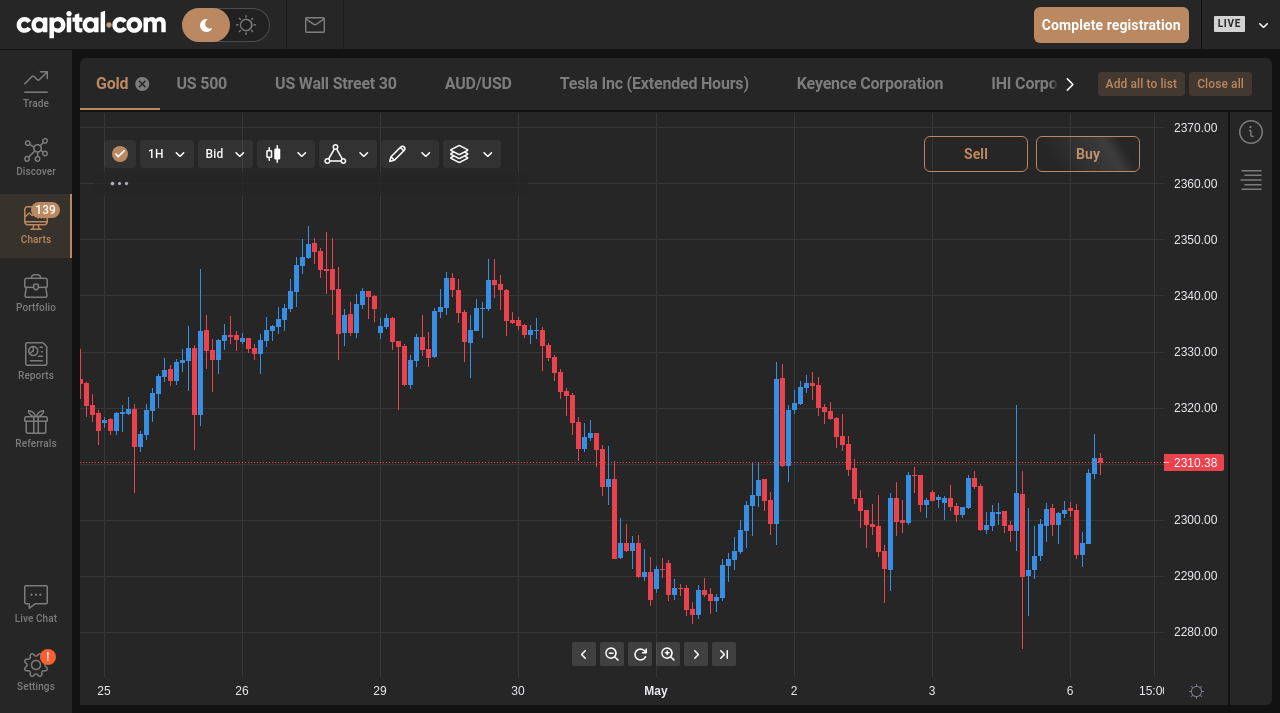 capital.com
Complete registration
LIVE
Trade
Discover
139
Charts
Portfolio
Reports
Referrals
Live Chat
!
Settings
Gold
US 500
US Wall Street 30
AUD/USD
Tesla Inc (Extended Hours)
Keyence Corporation
IHI Corpo
Add all to list
Close all
1H
Bid
Sell
Buy
2370.00
2360.00
2350.00
2340.00
2330.00
2320.00
2310.38
2300.00
2290.00
2280.00
25
26
29
30
May
2
3
6
15:00